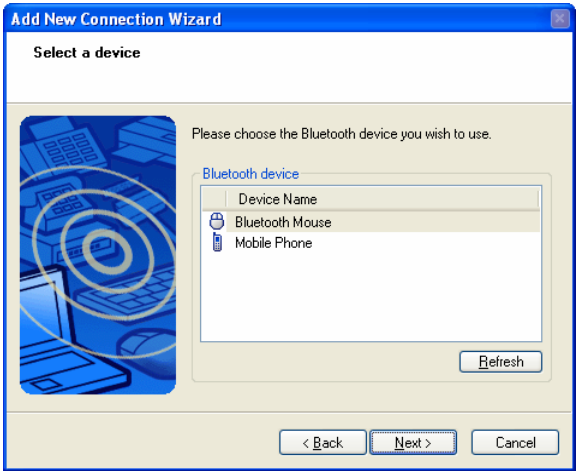 Add New Connection Wizard
Select a device
Please choose the Bluetooth device you wish to use.
Bluetooth device
Device Name
Bluetooth Mouse
Mobile Phone
Refresh
< Back Next > Cancel